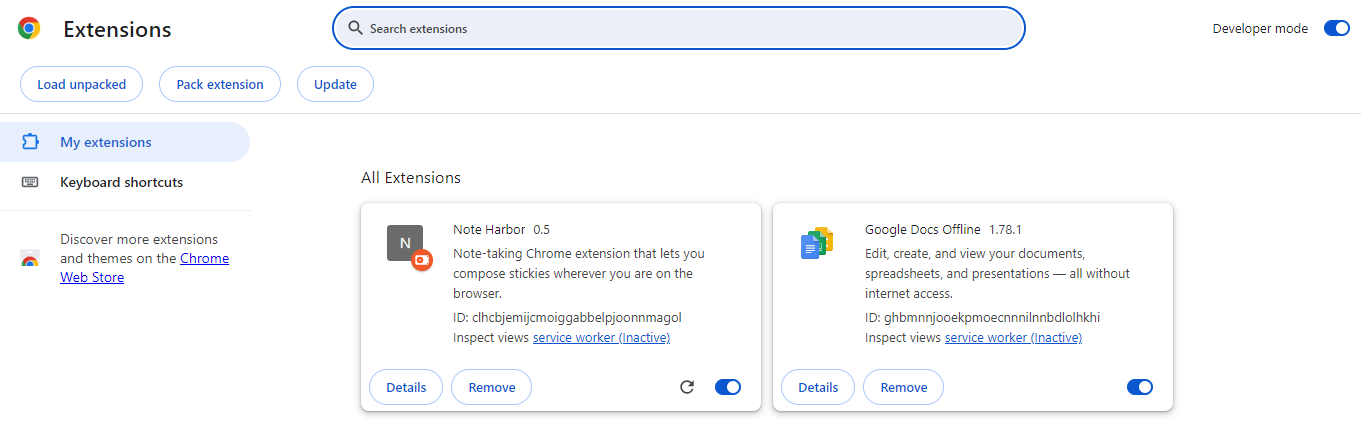 Extensions
Search extensions
Developer mode
Load unpacked
Pack extension
Update
My extensions
Keyboard shortcuts
Discover more extensions
and themes on the Chrome
Web Store
All Extensions
N
Note Harbor 0.5
Note-taking Chrome extension that lets you
compose stickies wherever you are on the
browser.
ID: clhcbjemijcmoiggabbelpjoonnmagol
Inspect views service worker (Inactive)
Details
Remove
Google Docs Offline 1.78.1
Edit, create, and view your documents,
spreadsheets, and presentations — all without
internet access.
ID: ghbmnnjooekpmoecnnnilnnbdlolhkhi
Inspect views service worker (Inactive)
Details
Remove